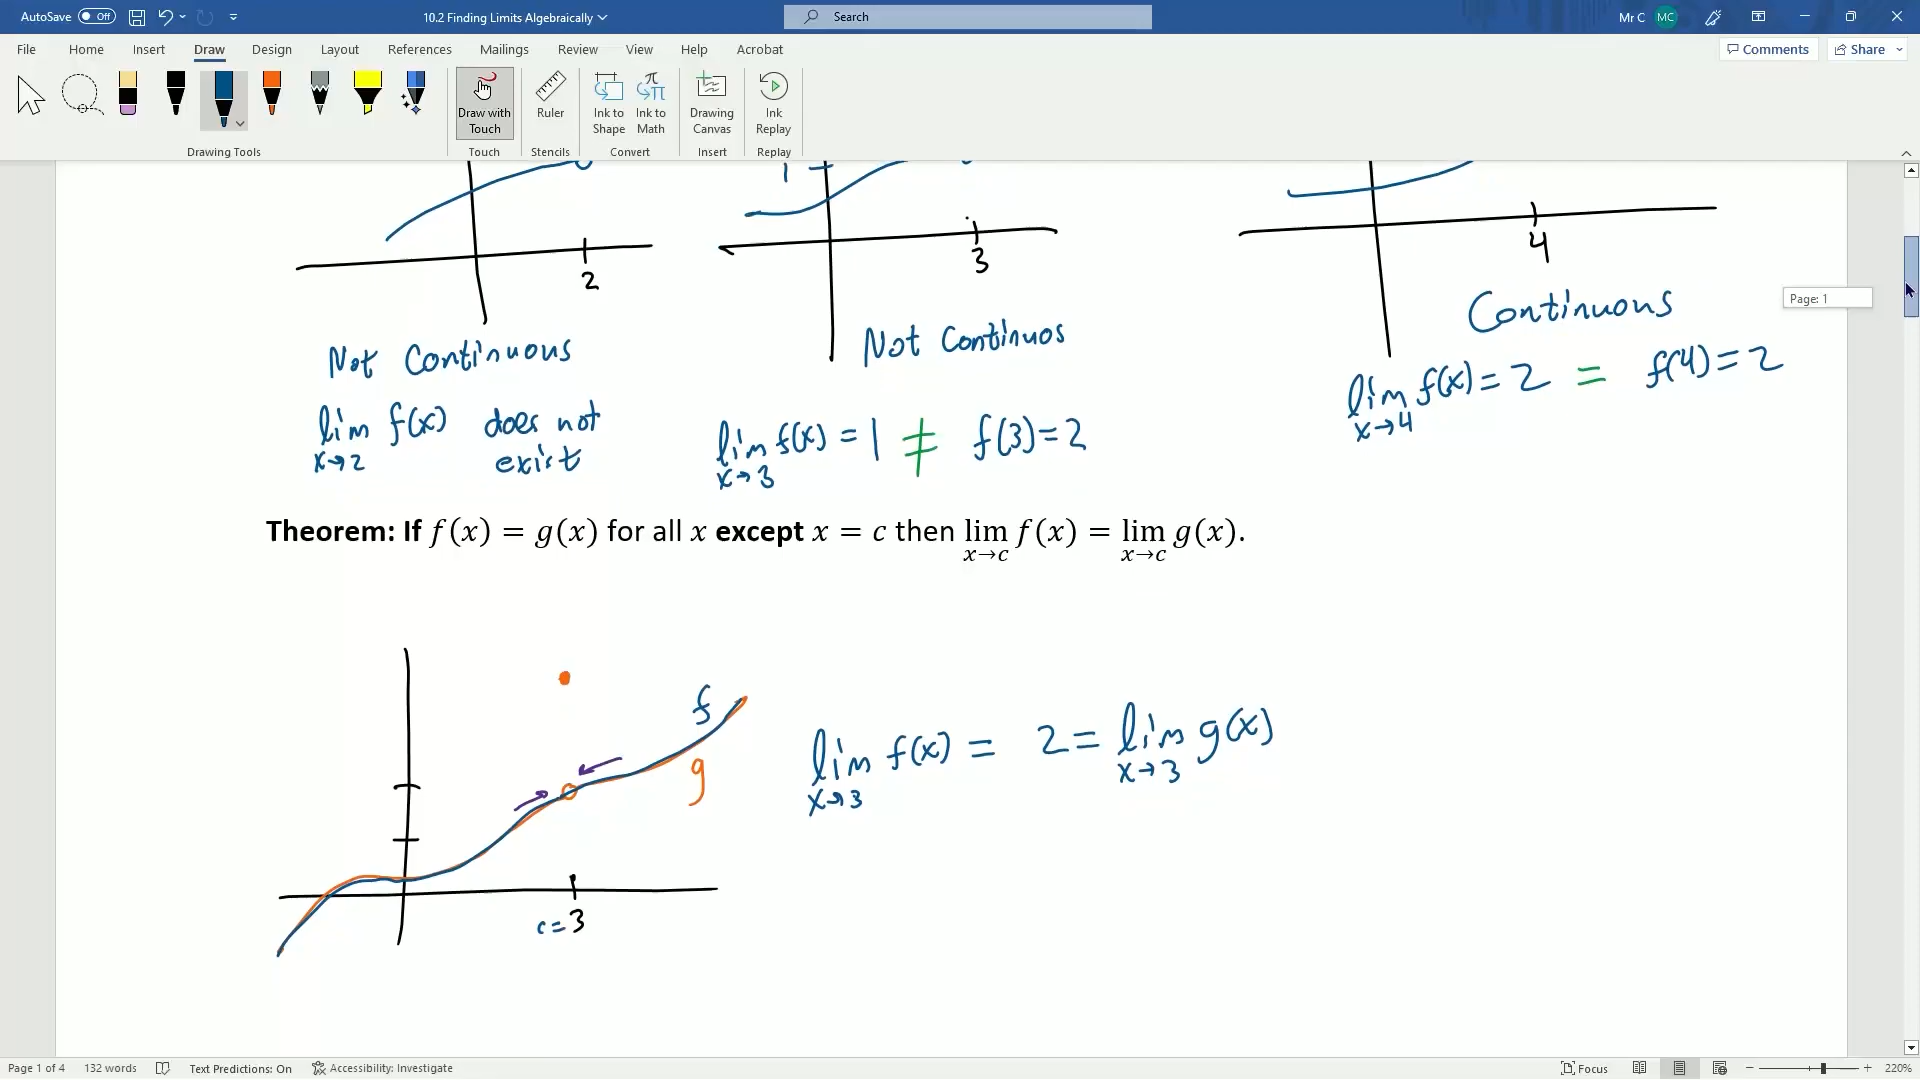 AutoSave Off 10.2 Finding Limits Algebraically Search Mr C MC
File Home Insert Draw Design Layout References Mailings Review View Help Acrobat Comments Share
Draw with Touch Ruler Ink to Shape Ink to Math Drawing Canvas Ink Replay
Drawing Tools Touch Stencils Convert Insert Replay
1
2 3 4
Page: 1
Not Continuous Not Continuos Continuous
lim x→2 f(x) does not exist
lim x→3 f(x) = 1 ≠ f(3) = 2
lim x→4 f(x) = 2 = f(4) = 2
Theorem: If f(x) = g(x) for all x except x = c then lim x→c f(x) = lim x→c g(x).
f
g
lim x→3 f(x) = 2 = lim x→3 g(x)
c = 3
Page 1 of 4 132 words Text Predictions: On Accessibility: Investigate Focus 220%